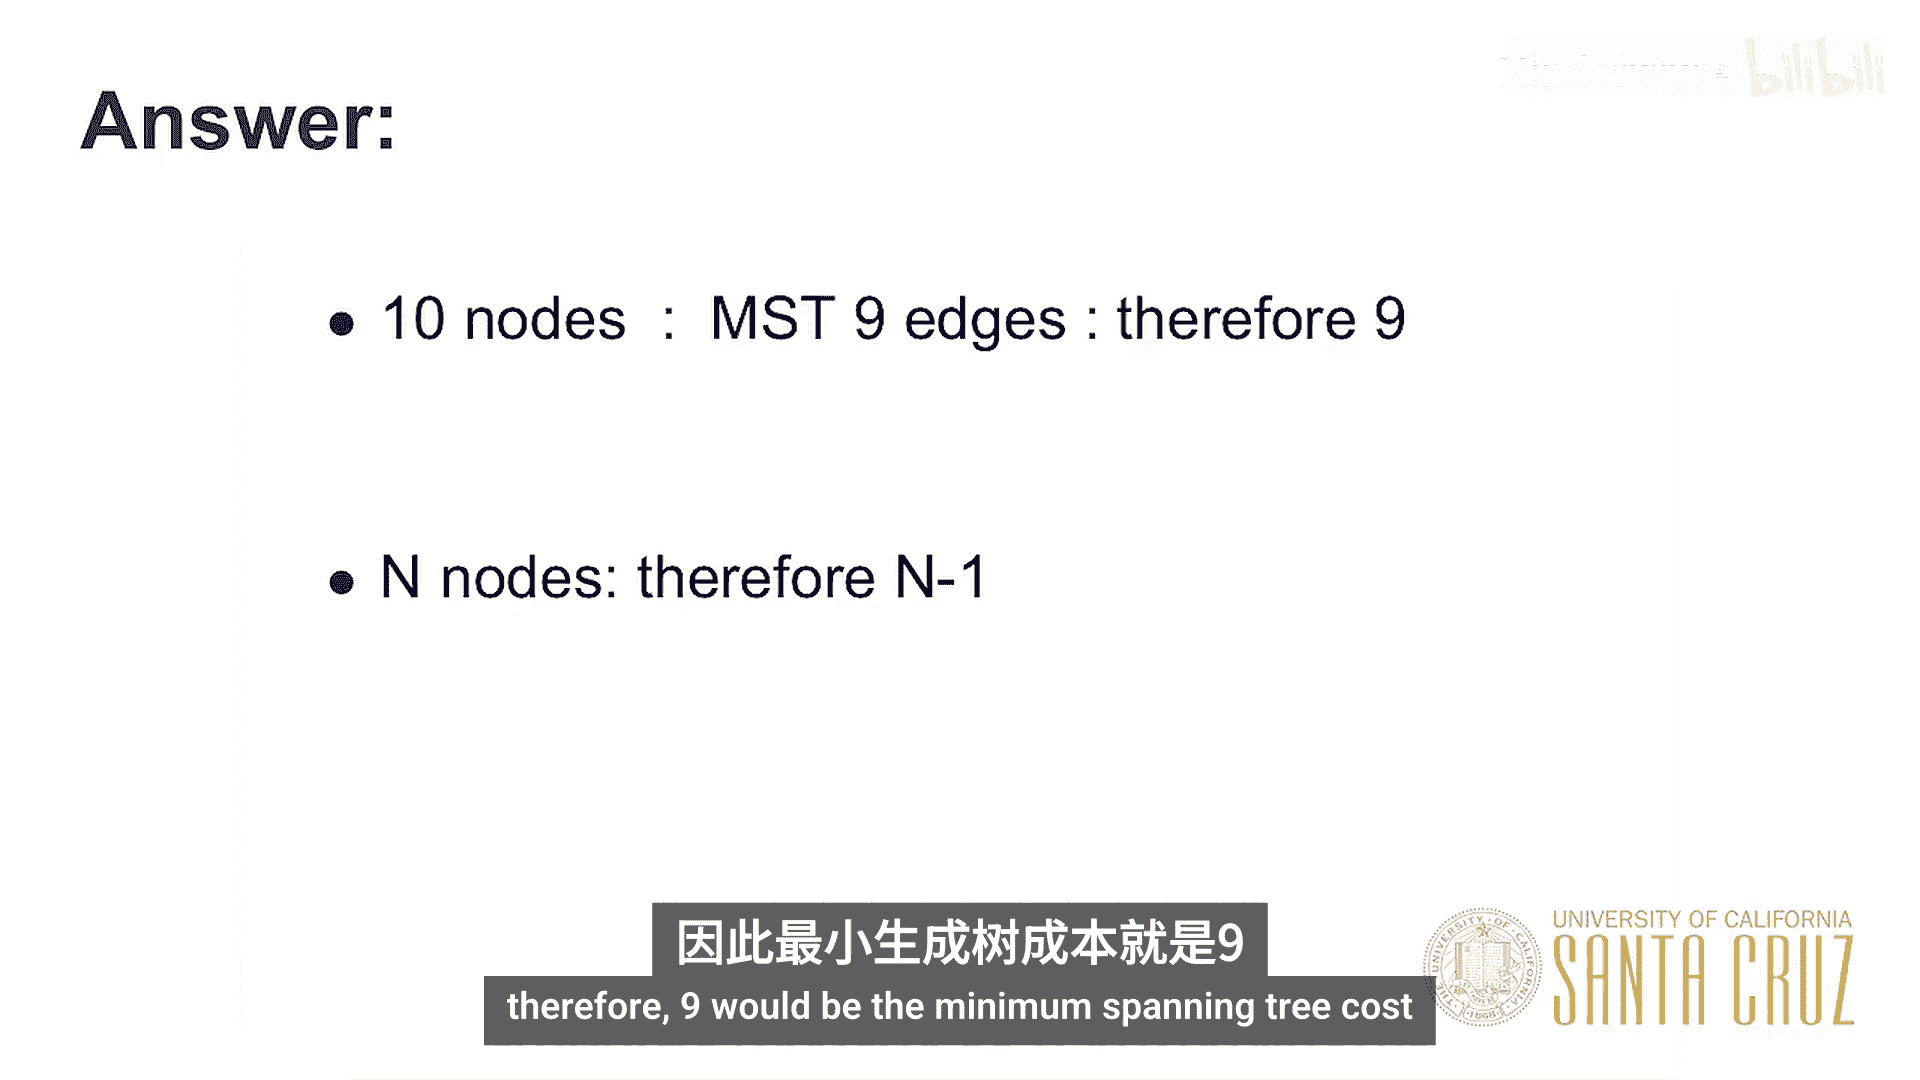 bilibili
Answer:
• 10 nodes : MST 9 edges : therefore 9
• N nodes: therefore N-1
因此最小生成树成本就是9
therefore, 9 would be the minimum spanning tree cost
UNIVERSITY OF CALIFORNIA
SANTA CRUZ